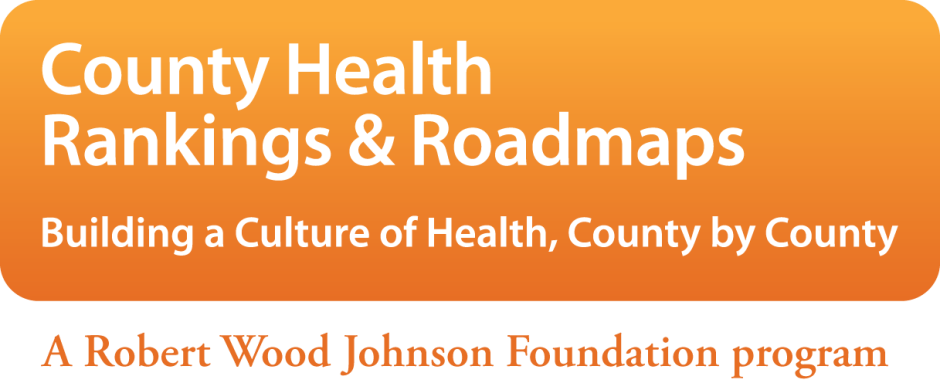 County Health
Rankings & Roadmaps
Building a Culture of Health, County by County
A Robert Wood Johnson Foundation program